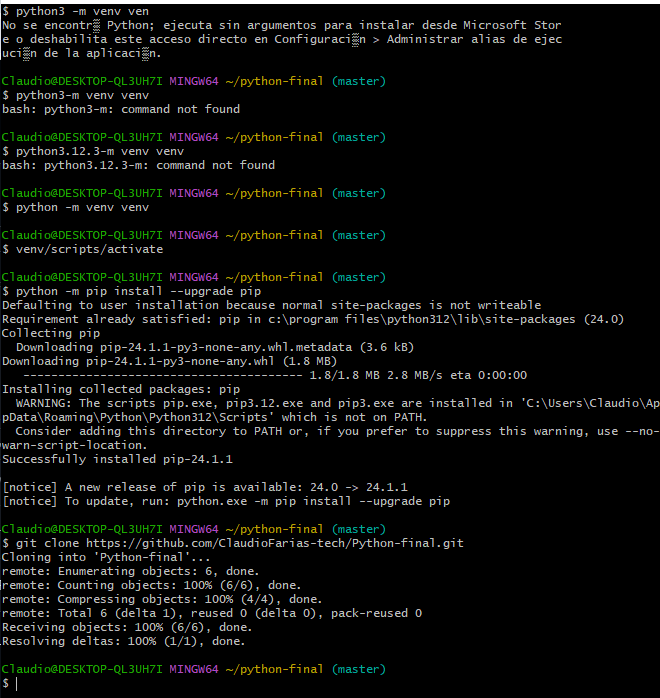 $ python3 -m venv ven
No se encontr▒ Python; ejecuta sin argumentos para instalar desde Microsoft Stor
e o deshabilita este acceso directo en Configuraci▒n > Administrar alias de ejec
uci▒n de la aplicaci▒n.
Claudio@DESKTOP-QL3UH7I MINGW64 ~/python-final (master)
$ python3-m venv venv
bash: python3-m: command not found
Claudio@DESKTOP-QL3UH7I MINGW64 ~/python-final (master)
$ python3.12.3-m venv venv
bash: python3.12.3-m: command not found
Claudio@DESKTOP-QL3UH7I MINGW64 ~/python-final (master)
$ python -m venv venv
Claudio@DESKTOP-QL3UH7I MINGW64 ~/python-final (master)
$ venv/scripts/activate
Claudio@DESKTOP-QL3UH7I MINGW64 ~/python-final (master)
$ python -m pip install --upgrade pip
Defaulting to user installation because normal site-packages is not writeable
Requirement already satisfied: pip in c:\program files\python312\lib\site-packages (24.0)
Collecting pip
  Downloading pip-24.1.1-py3-none-any.whl.metadata (3.6 kB)
Downloading pip-24.1.1-py3-none-any.whl (1.8 MB)
   ---------------------------------------- 1.8/1.8 MB 2.8 MB/s eta 0:00:00
Installing collected packages: pip
  WARNING: The scripts pip.exe, pip3.12.exe and pip3.exe are installed in 'C:\Users\Claudio\Ap
pData\Roaming\Python\Python312\Scripts' which is not on PATH.
  Consider adding this directory to PATH or, if you prefer to suppress this warning, use --no-
warn-script-location.
Successfully installed pip-24.1.1
[notice] A new release of pip is available: 24.0 -> 24.1.1
[notice] To update, run: python.exe -m pip install --upgrade pip
Claudio@DESKTOP-QL3UH7I MINGW64 ~/python-final (master)
$ git clone https://github.com/ClaudioFarias-tech/Python-final.git
Cloning into 'Python-final'...
remote: Enumerating objects: 6, done.
remote: Counting objects: 100% (6/6), done.
remote: Compressing objects: 100% (4/4), done.
remote: Total 6 (delta 1), reused 0 (delta 0), pack-reused 0
Receiving objects: 100% (6/6), done.
Resolving deltas: 100% (1/1), done.
Claudio@DESKTOP-QL3UH7I MINGW64 ~/python-final (master)
$